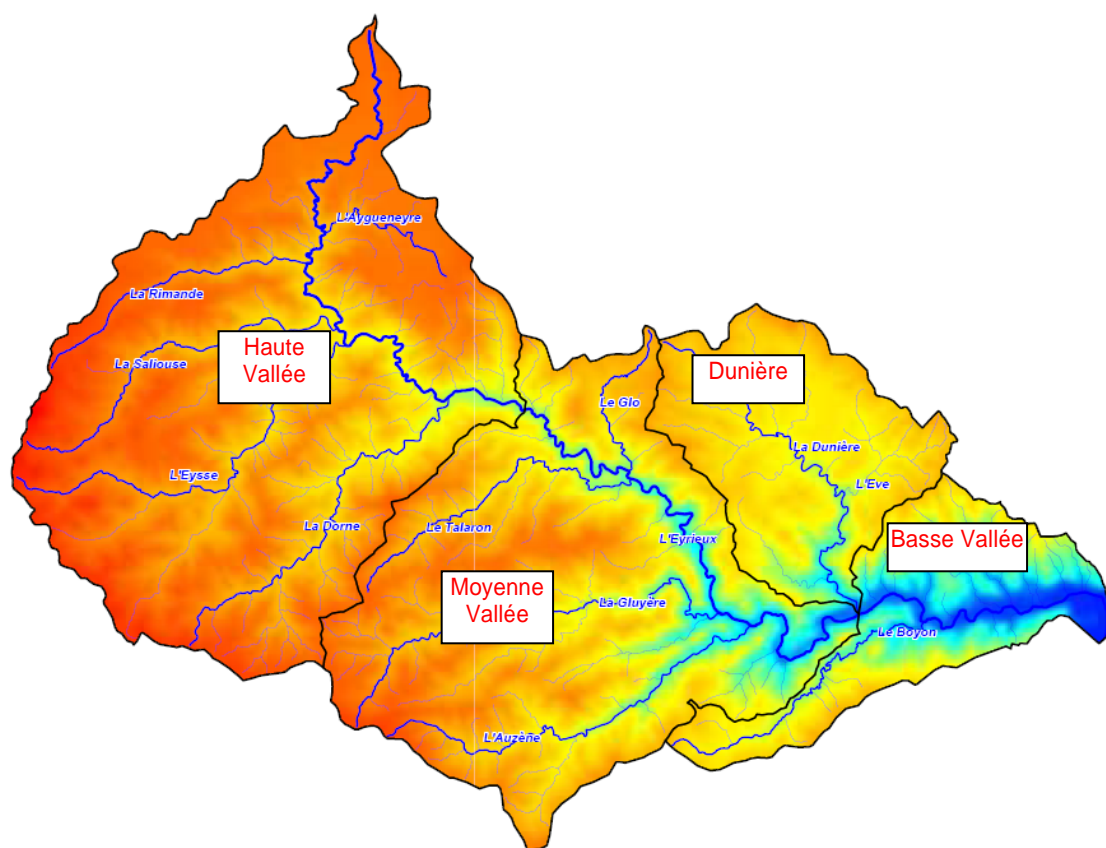 L'Aygueneyre
La Rimande
Haute
Vallée
La Saliouse
Dunière
Le Glo
La Dunière
L'Eysse
L'Eve
La Dorne
Le Talaron
L'Eyrieux
Basse Vallée
Moyenne
Vallée
La Gluyère
Le Boyon
L'Auzène